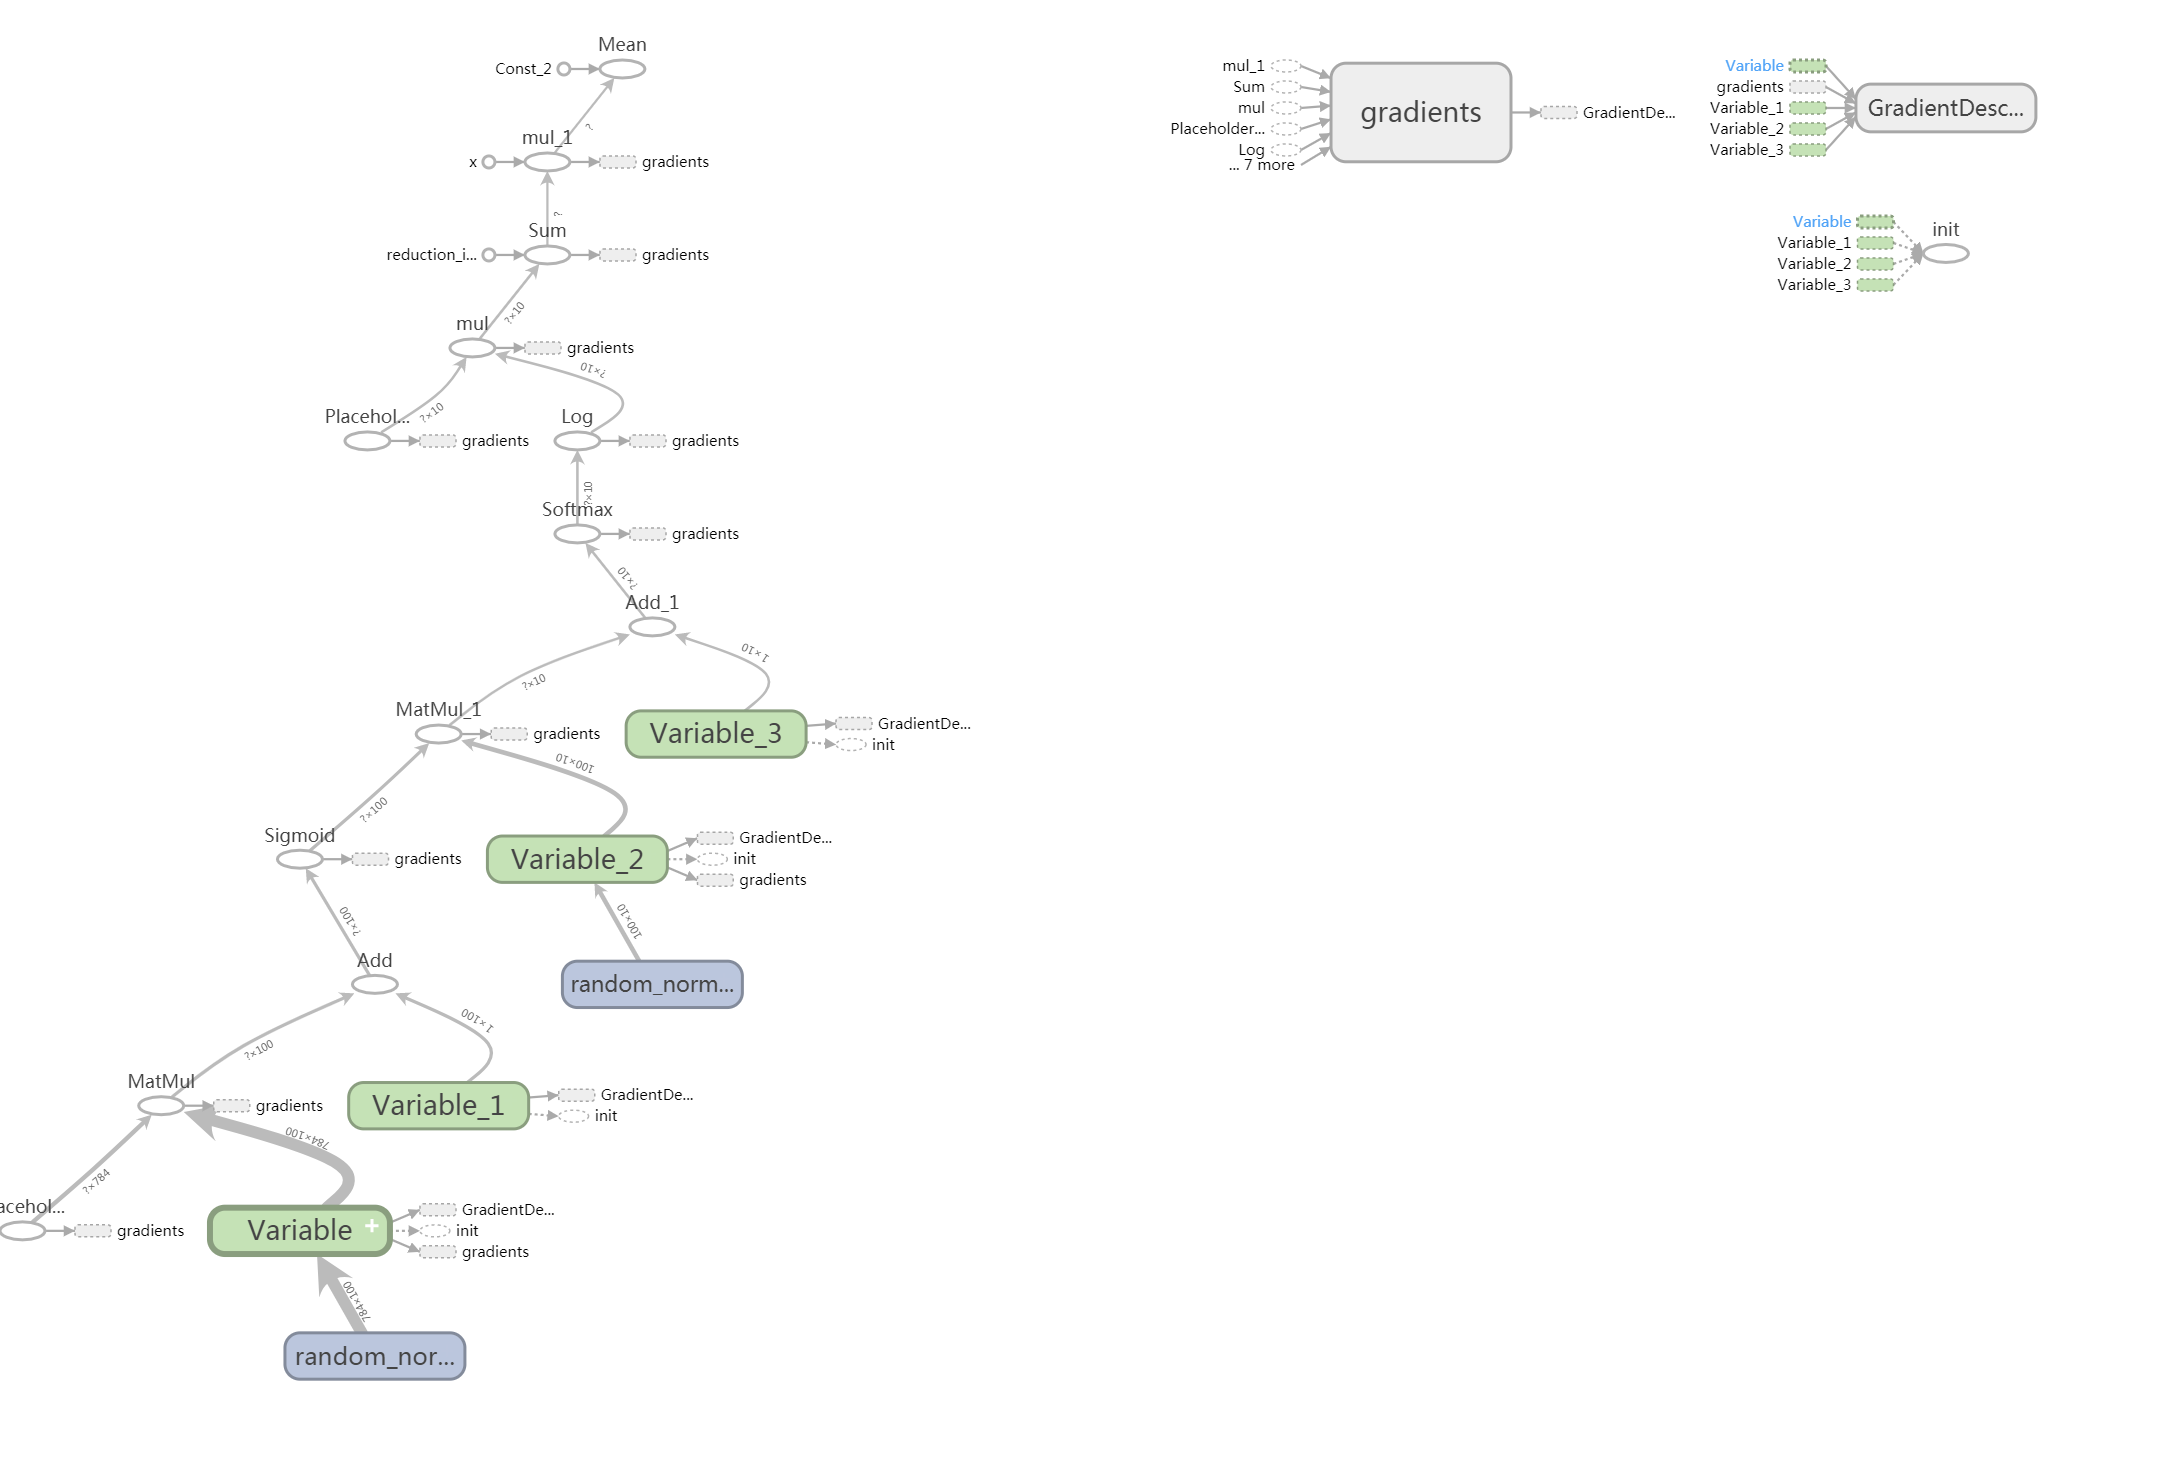 Mean
Const_2
?
mul_1
x
gradients
?
Sum
reduction_i...
gradients
?×10
mul
gradients
?×10
?×10
Placehol...
gradients
Log
gradients
?×10
Softmax
gradients
?×10
Add_1
?×10
1×10
MatMul_1
gradients
Variable_3
GradientDe...
init
?×100
100×10
Sigmoid
gradients
Variable_2
GradientDe...
init
gradients
?×100
100×10
Add
random_norm...
?×100
1×100
MatMul
gradients
Variable_1
GradientDe...
init
?×784
784×100
acehol...
gradients
Variable +
GradientDe...
init
gradients
784×100
random_nor...
mul_1
Sum
mul
Placeholder...
Log
... 7 more
gradients
GradientDe...
Variable
gradients
Variable_1
Variable_2
Variable_3
GradientDesc...
Variable
Variable_1
Variable_2
Variable_3
init